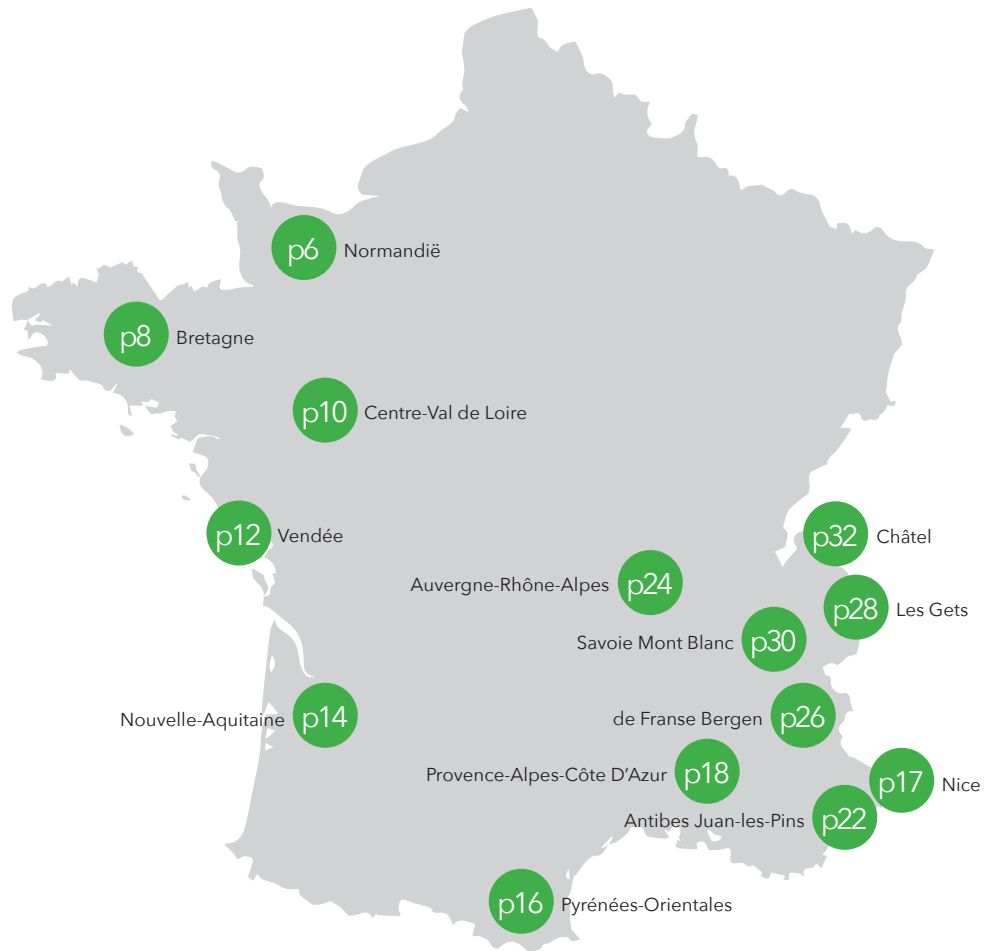 p6 Normandië
p8 Bretagne
p10 Centre-Val de Loire
p12 Vendée
p32 Châtel
Auvergne-Rhône-Alpes p24
p28 Les Gets
Savoie Mont Blanc p30
Nouvelle-Aquitaine p14
de Franse Bergen p26
Provence-Alpes-Côte D’Azur p18
p17 Nice
Antibes Juan-les-Pins p22
p16 Pyrénées-Orientales